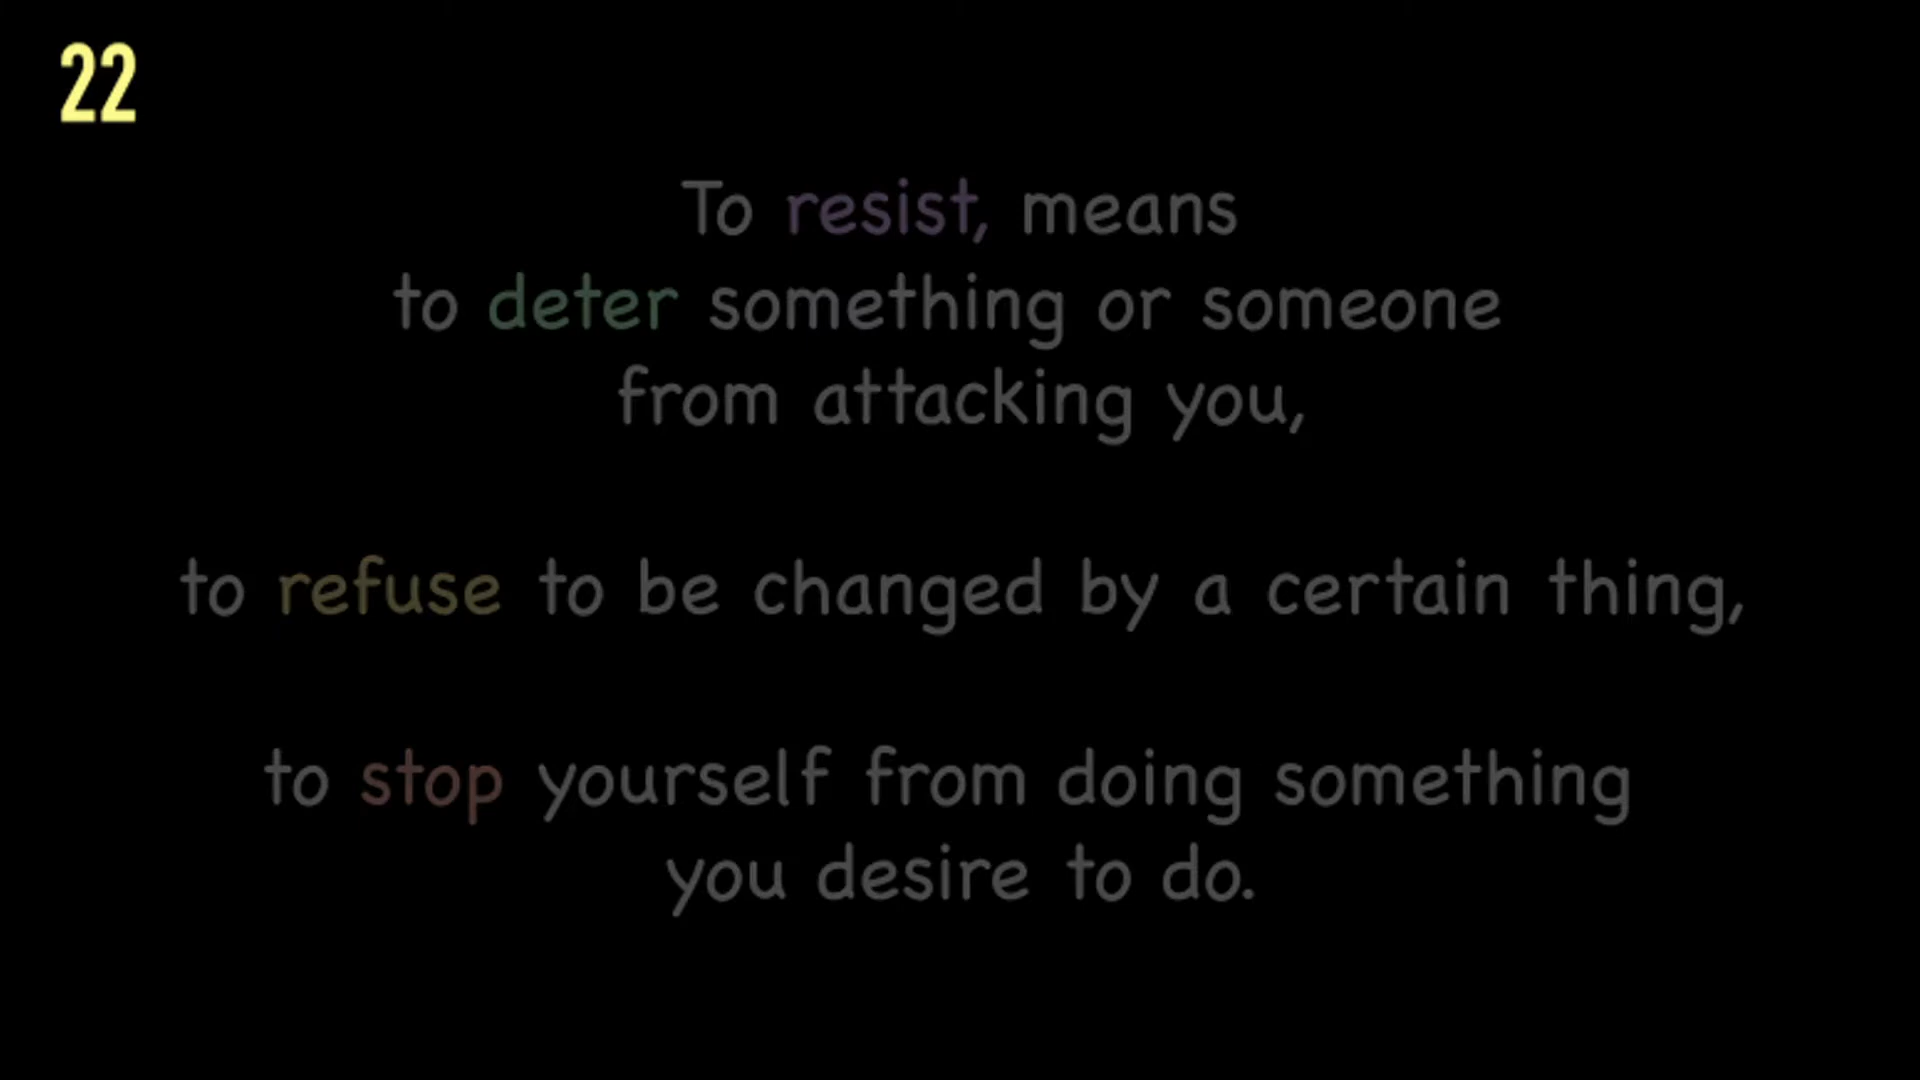 22
To resist, means
to deter something or someone
from attacking you,
to refuse to be changed by a certain thing,
to stop yourself from doing something
you desire to do.